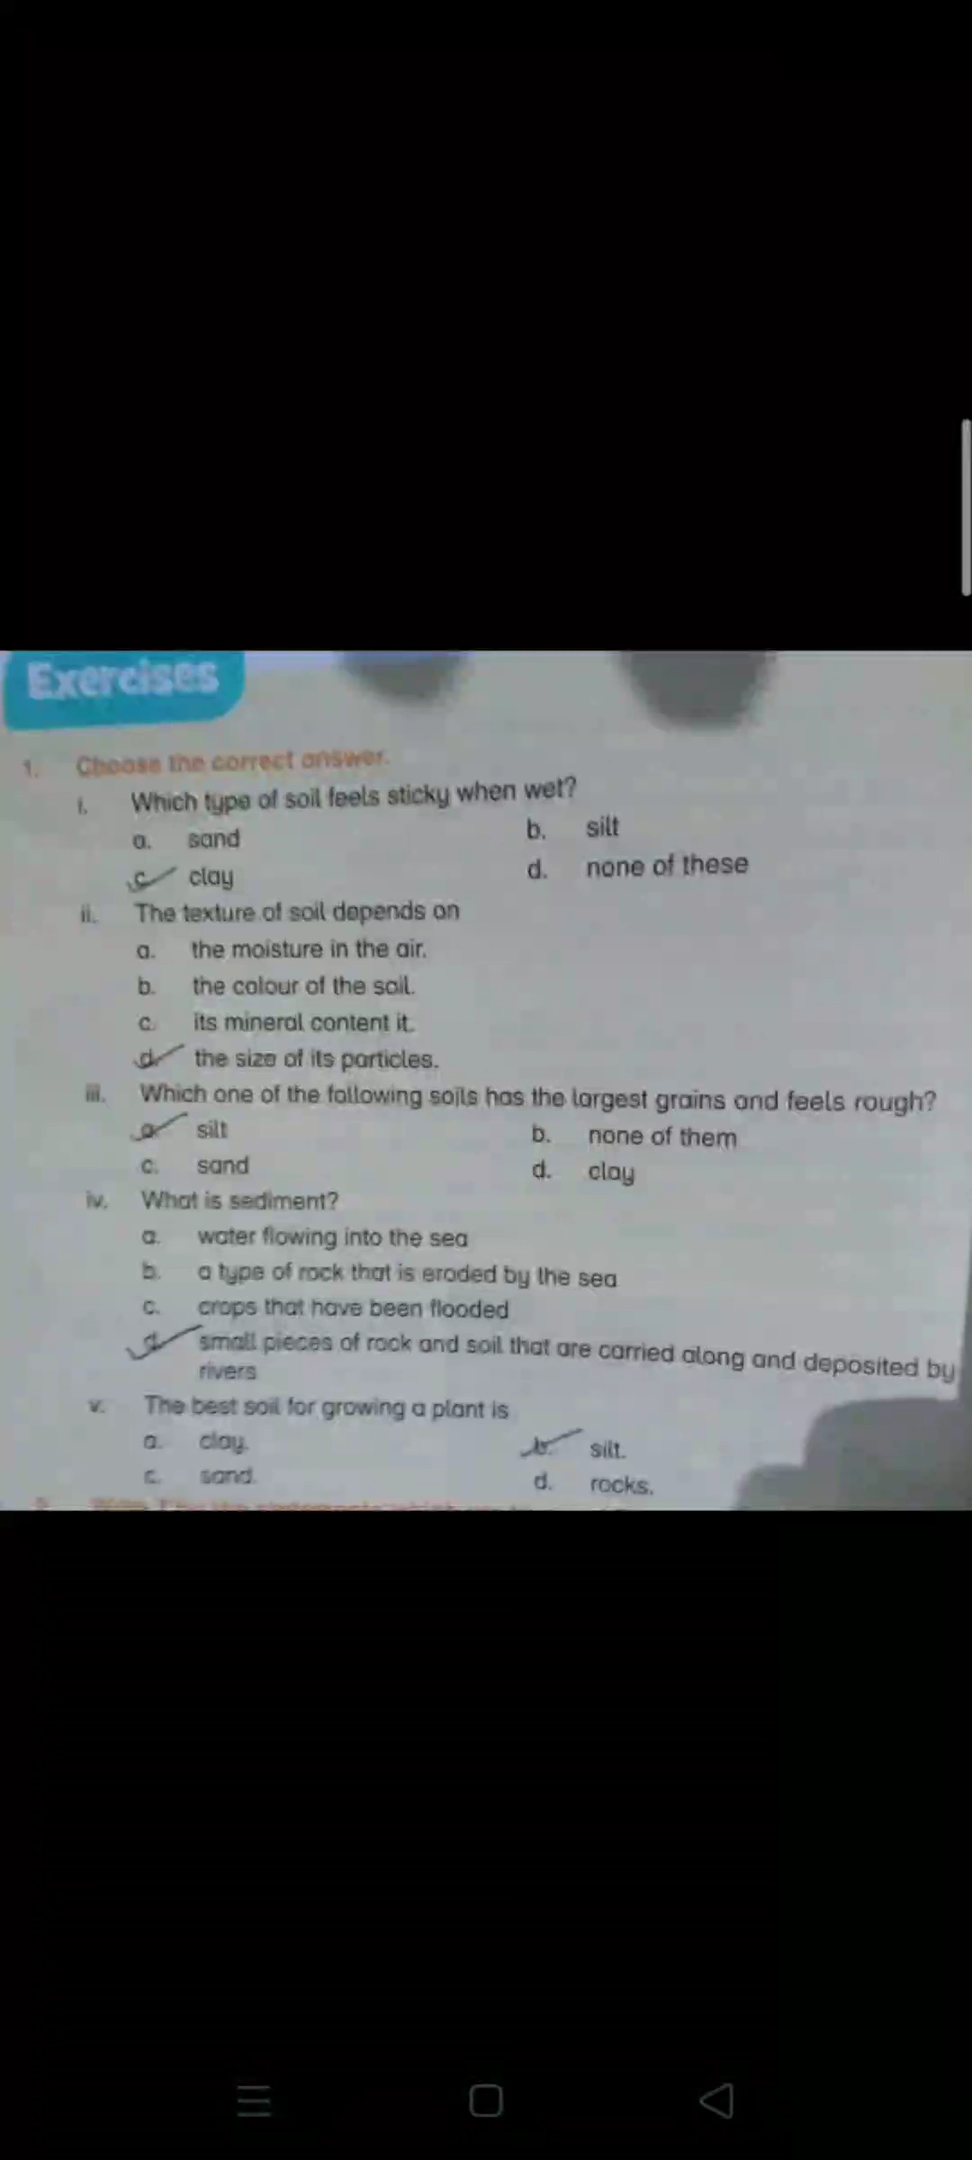 Exercises
1. Choose the correct answer.
i. Which type of soil feels sticky when wet?
a. sand b. silt
c. clay d. none of these
ii. The texture of soil depends on
a. the moisture in the air.
b. the colour of the soil.
c. its mineral content it.
d. the size of its particles.
iii. Which one of the following soils has the largest grains and feels rough?
a. silt b. none of them
c. sand d. clay
iv. What is sediment?
a. water flowing into the sea
b. a type of rock that is eroded by the sea
c. crops that have been flooded
d. small pieces of rock and soil that are carried along and deposited by
rivers
v. The best soil for growing a plant is
a. clay. b. silt.
c. sand. d. rocks.